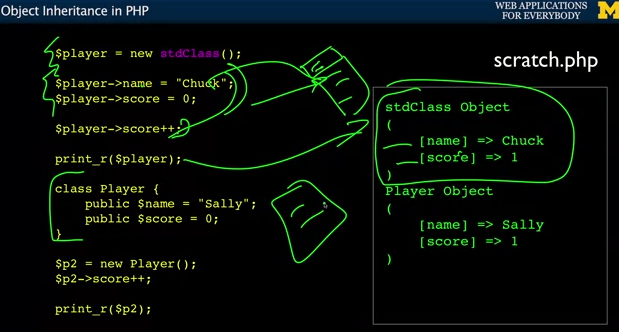 Object Inheritance in PHP
WEB APPLICATIONS
FOR EVERYBODY
M
scratch.php
$player = new stdClass();
$player->name = "Chuck";
$player->score = 0;
$player->score++;
print_r($player);
class Player {
public $name = "Sally";
public $score = 0;
}
$p2 = new Player();
$p2->score++;
print_r($p2);
stdClass Object
(
[name] => Chuck
[score] => 1
)
Player Object
(
[name] => Sally
[score] => 1
)